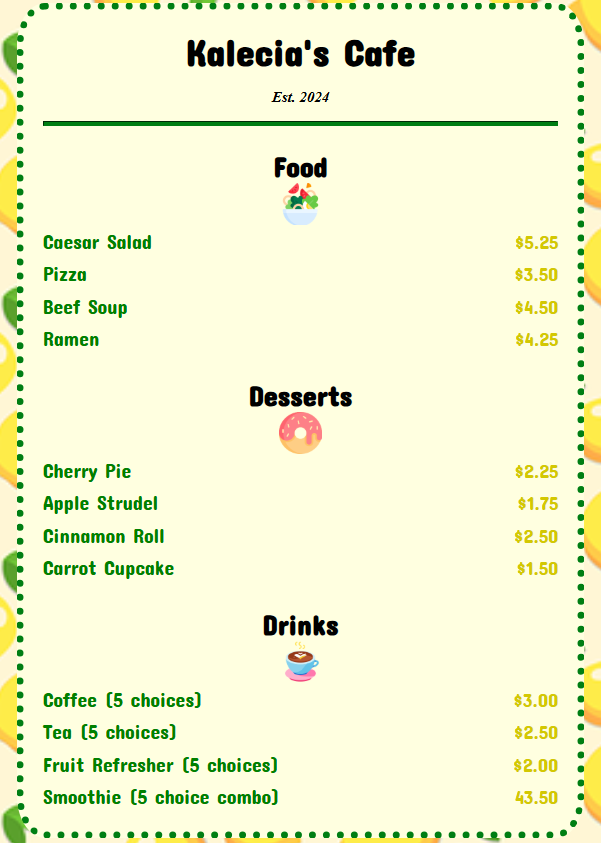 Kalecia's Cafe
Est. 2024
Food
Caesar Salad $5.25
Pizza $3.50
Beef Soup $4.50
Ramen $4.25
Desserts
Cherry Pie $2.25
Apple Strudel $1.75
Cinnamon Roll $2.50
Carrot Cupcake $1.50
Drinks
Coffee (5 choices) $3.00
Tea (5 choices) $2.50
Fruit Refresher (5 choices) $2.00
Smoothie (5 choice combo) 43.50